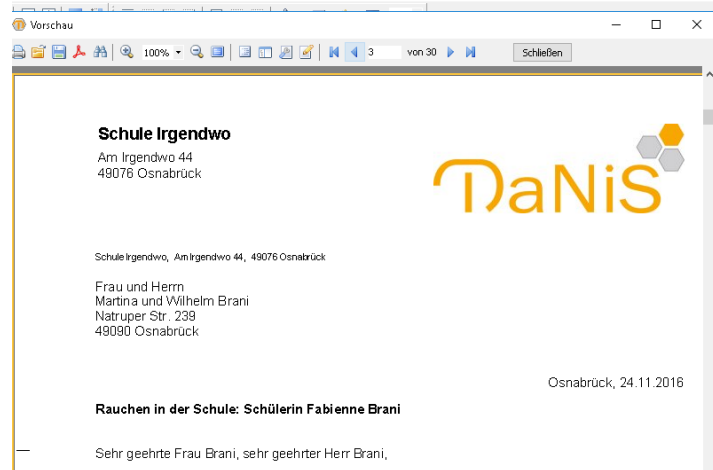 Vorschau
100%
3 von 30
Schließen
Schule Irgendwo
Am Irgendwo 44
49076 Osnabrück
DaNiS
Schule Irgendwo, Am Irgendwo 44, 49076 Osnabrück
Frau und Herrn
Martina und Wilhelm Brani
Natruper Str. 239
49090 Osnabrück
Osnabrück, 24.11.2016
Rauchen in der Schule: Schülerin Fabienne Brani
Sehr geehrte Frau Brani, sehr geehrter Herr Brani,